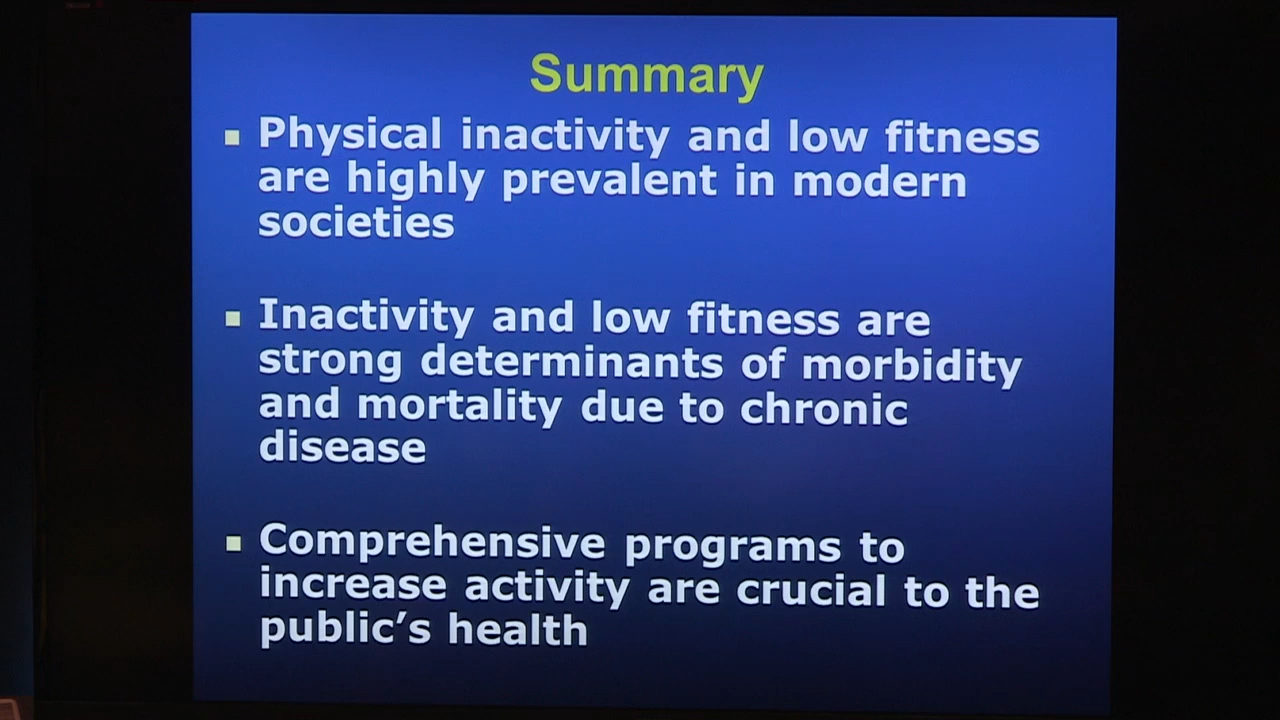 Summary
▪ Physical inactivity and low fitness
are highly prevalent in modern
societies
▪ Inactivity and low fitness are
strong determinants of morbidity
and mortality due to chronic
disease
▪ Comprehensive programs to
increase activity are crucial to the
public’s health